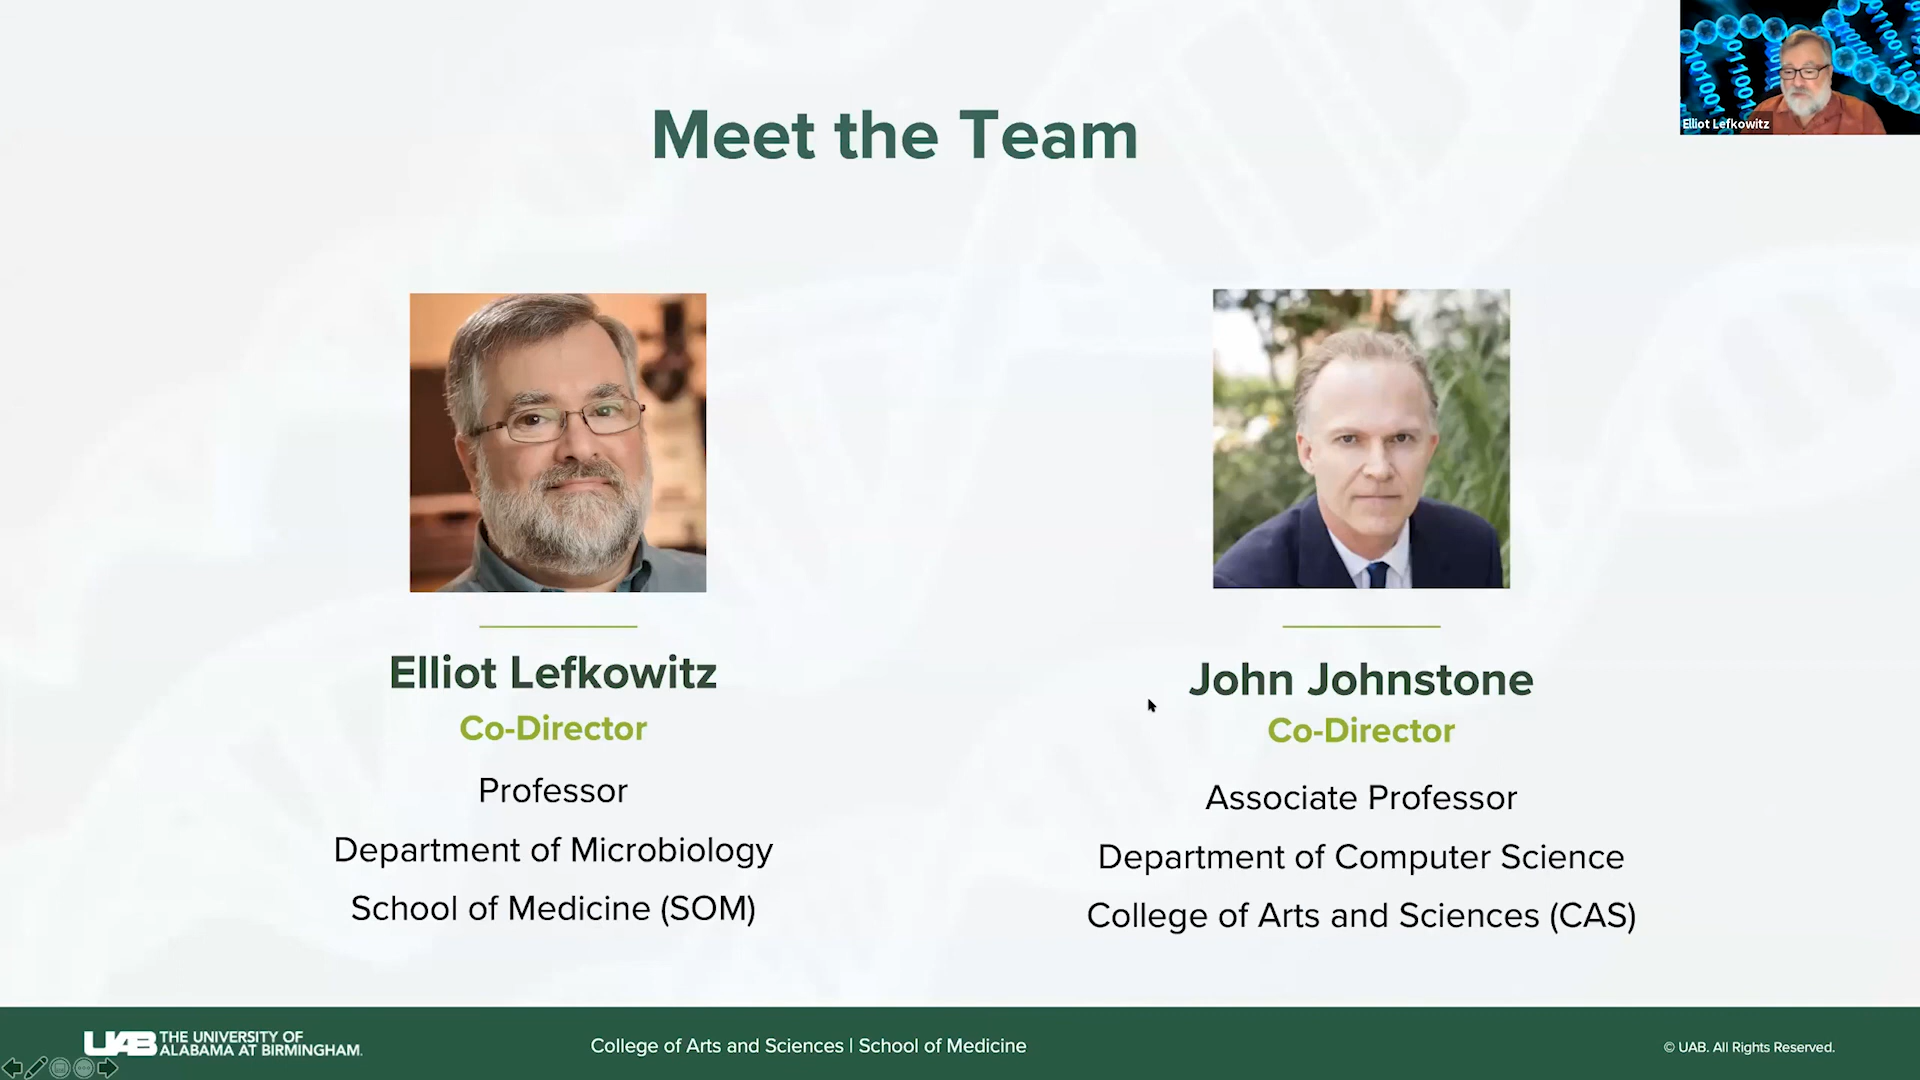 Meet the Team
Elliot Lefkowitz
Elliot Lefkowitz
Co-Director
Professor
Department of Microbiology
School of Medicine (SOM)
John Johnstone
Co-Director
Associate Professor
Department of Computer Science
College of Arts and Sciences (CAS)
UAB THE UNIVERSITY OF
ALABAMA AT BIRMINGHAM.
College of Arts and Sciences | School of Medicine
© UAB. All Rights Reserved.